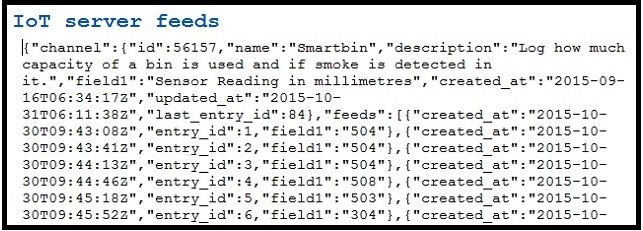 IoT server feeds
{"channel":{"id":56157,"name":"Smartbin","description":"Log how much
capacity of a bin is used and if smoke is detected in
it.","field1":"Sensor Reading in millimetres","created_at":"2015-09-
16T06:34:17Z","updated_at":"2015-10-
31T06:11:38Z","last_entry_id":84},"feeds":[{"created_at":"2015-10-
30T09:43:08Z","entry_id":1,"field1":"504"},{"created_at":"2015-10-
30T09:43:41Z","entry_id":2,"field1":"504"},{"created_at":"2015-10-
30T09:44:13Z","entry_id":3,"field1":"504"},{"created_at":"2015-10-
30T09:44:46Z","entry_id":4,"field1":"508"},{"created_at":"2015-10-
30T09:45:18Z","entry_id":5,"field1":"503"},{"created_at":"2015-10-
30T09:45:52Z","entry_id":6,"field1":"304"},{"created_at":"2015-10-